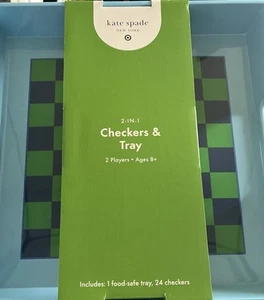 kate spade
NEW YORK
2-IN-1
Checkers &
Tray
2 Players • Ages 8+
Includes: 1 food-safe tray, 24 checkers